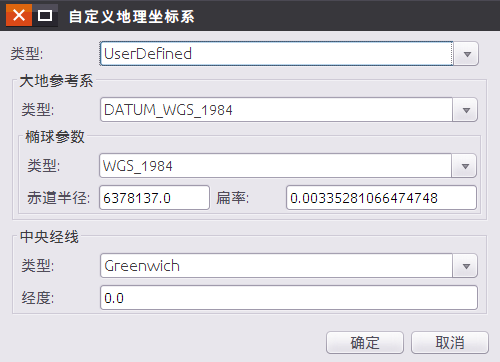 自定义地理坐标系
类型: UserDefined
大地参考系
类型: DATUM_WGS_1984
椭球参数
类型: WGS_1984
赤道半径: 6378137.0 扁率: 0.00335281066474748
中央经线
类型: Greenwich
经度: 0.0
确定 取消